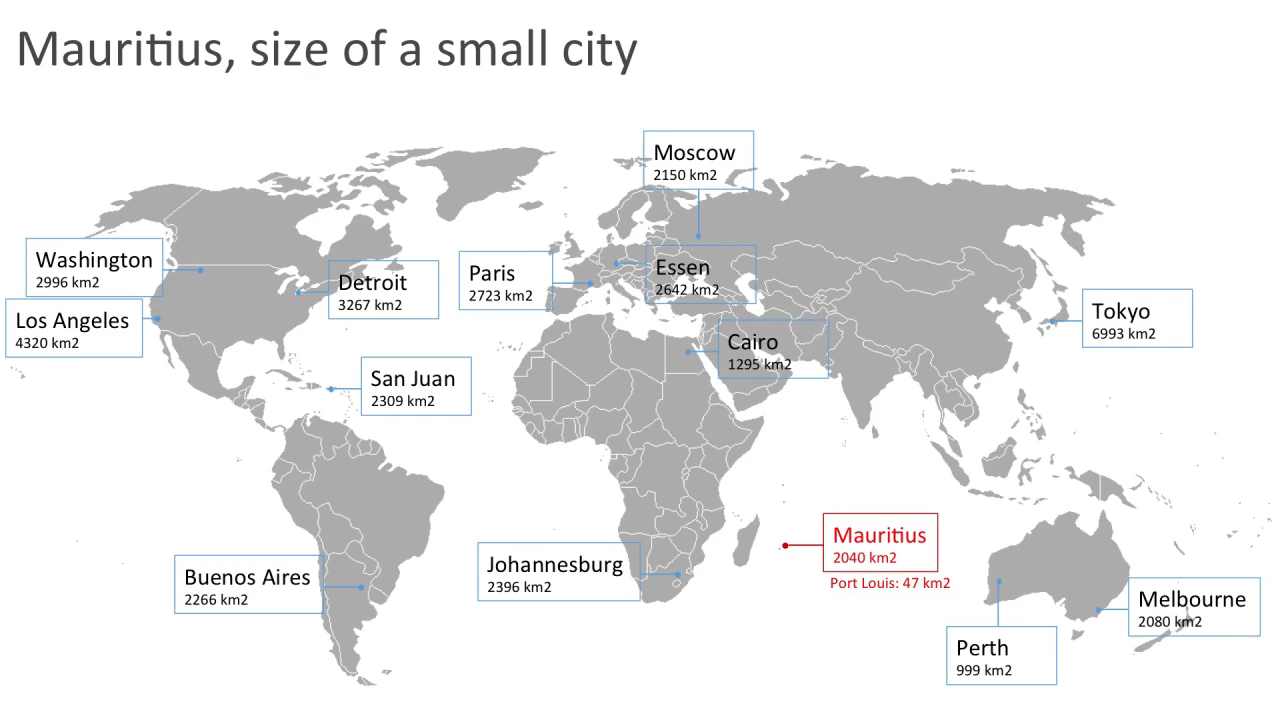 Mauritius, size of a small city
Moscow
2150 km2
Washington
2996 km2
Detroit
3267 km2
Paris
2723 km2
Essen
2642 km2
Los Angeles
4320 km2
Tokyo
6993 km2
Cairo
1295 km2
San Juan
2309 km2
Mauritius
2040 km2
Port Louis: 47 km2
Johannesburg
2396 km2
Buenos Aires
2266 km2
Melbourne
2080 km2
Perth
999 km2